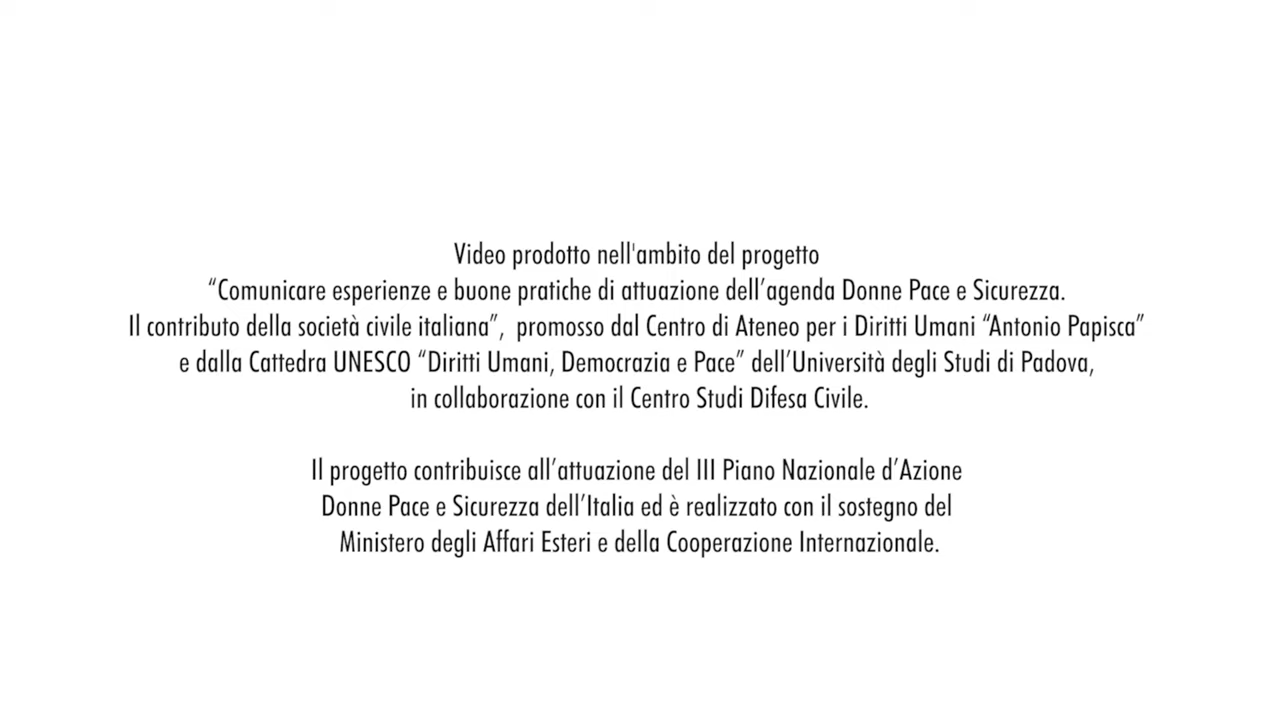 Video prodotto nell'ambito del progetto
“Comunicare esperienze e buone pratiche di attuazione dell’agenda Donne Pace e Sicurezza.
Il contributo della società civile italiana”, promosso dal Centro di Ateneo per i Diritti Umani “Antonio Papisca”
e dalla Cattedra UNESCO “Diritti Umani, Democrazia e Pace” dell’Università degli Studi di Padova,
in collaborazione con il Centro Studi Difesa Civile.
Il progetto contribuisce all’attuazione del III Piano Nazionale d’Azione
Donne Pace e Sicurezza dell’Italia ed è realizzato con il sostegno del
Ministero degli Affari Esteri e della Cooperazione Internazionale.